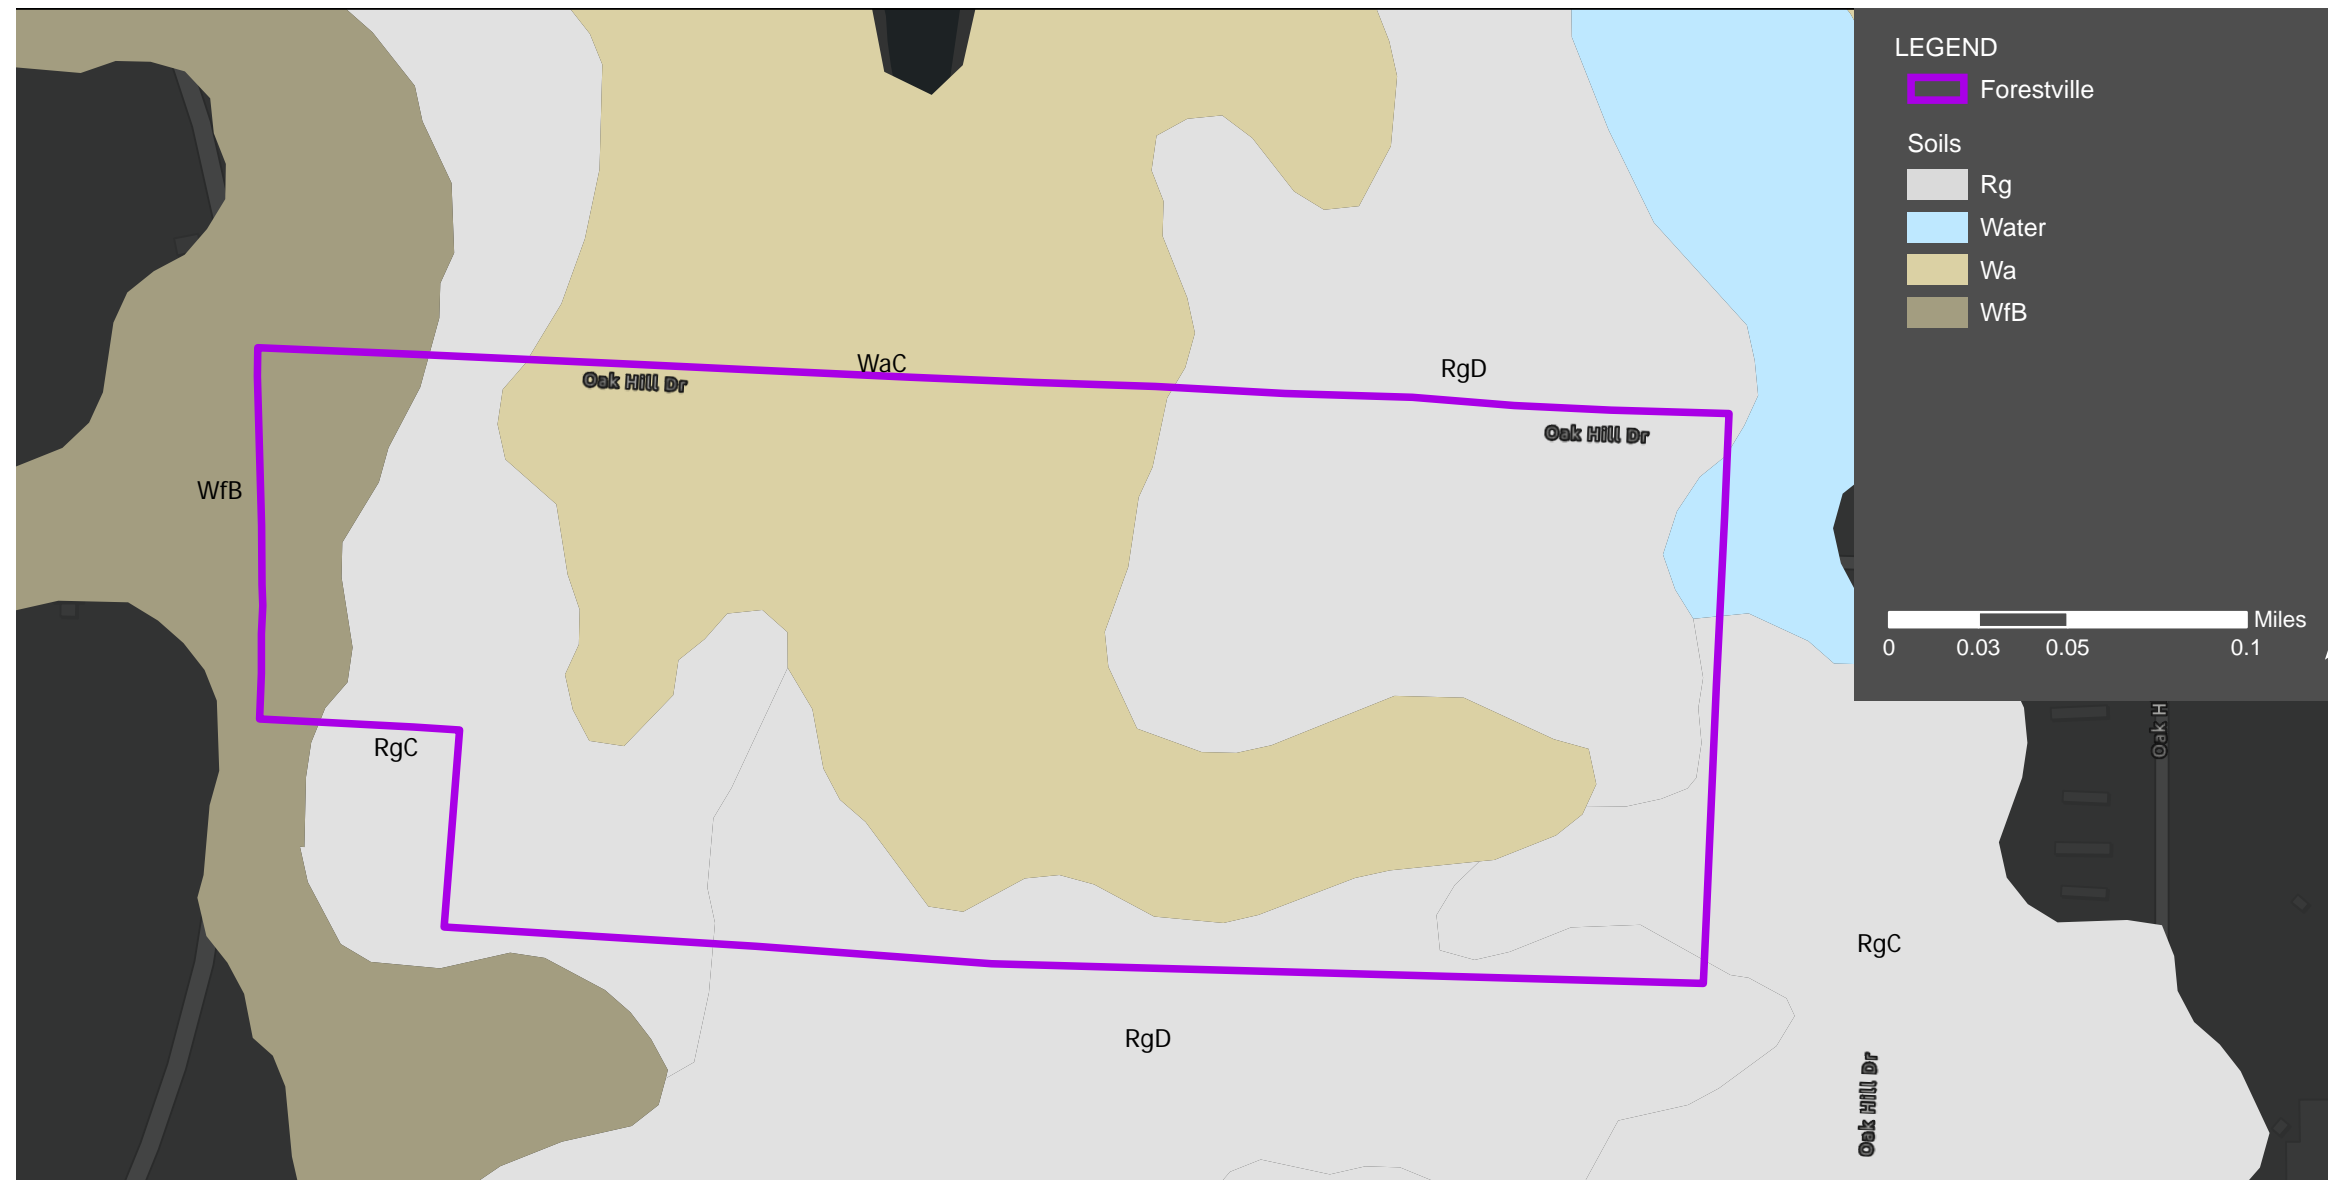 LEGEND
Forestville
Soils
Rg
Water
Wa
WfB
WaC
RgD
Oak Hill Dr
Oak Hill Dr
WfB
Miles
0
0.03
0.05
0.1
RgC
Oak H
RgC
RgD
Oak Hill Dr